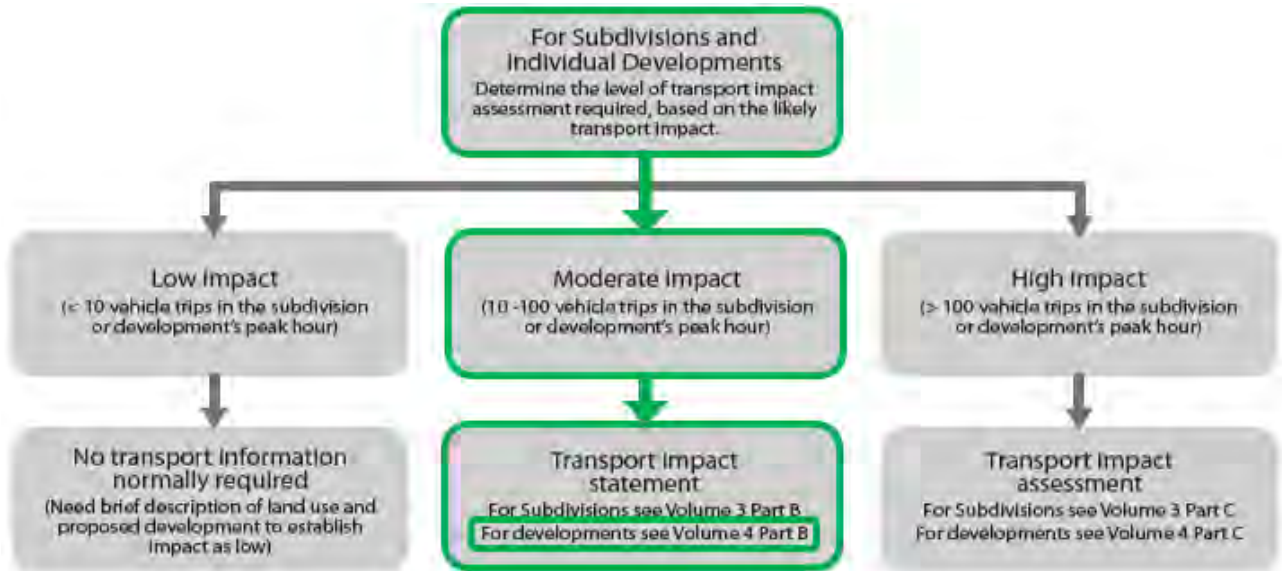 For Subdivisions and
Individual Developments
Determine the level of transport impact
assessment required, based on the likely
transport impact.
Low Impact
(< 10 vehicle trips in the subdivision
or development's peak hour)
Moderate Impact
(10 -100 vehicle trips in the subdivision
or development's peak hour)
High Impact
(> 100 vehicle trips in the subdivision
or development's peak hour)
No transport information
normally required
(Need brief description of land use and
proposed development to establish
impact as low)
Transport impact
statement
For Subdivisions see Volume 3 Part B
For developments see Volume 4 Part B
Transport impact
assessment
For Subdivisions see Volume 3 Part C
For developments see Volume 4 Part C